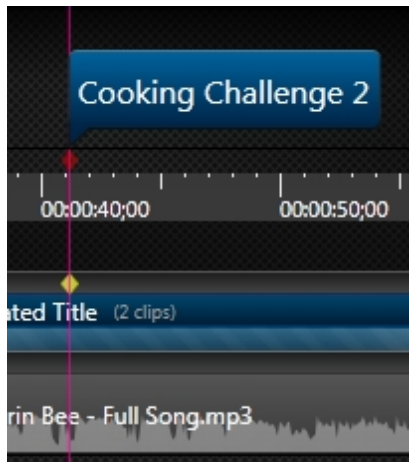 Cooking Challenge 2
00:00:40;00 00:00:50;00
ated Title (2 clips)
rin Bee - Full Song.mp3